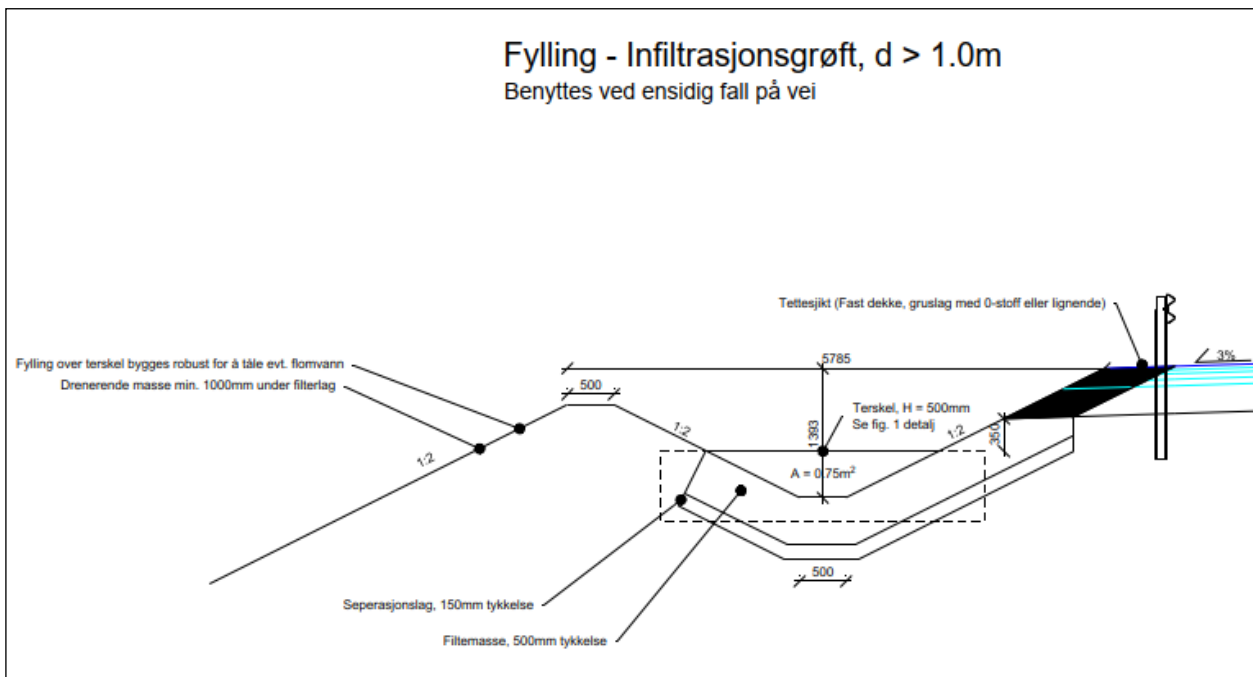 Fylling - Infiltrasjonsgrøft, d > 1.0m
Benyttes ved ensidig fall på vei
Tettesjikt (Fast dekke, gruslag med 0-stoff eller lignende)
3%
5785
Fylling over terskel bygges robust for å tåle evt. flomvann
Drenerende masse min. 1000mm under filterlag
500
Terskel, H = 500mm
Se fig. 1 detalj
1:2
1393
1:2
350
1:2
A = 0.75m²
500
Seperasjonslag, 150mm tykkelse
Filtemasse, 500mm tykkelse